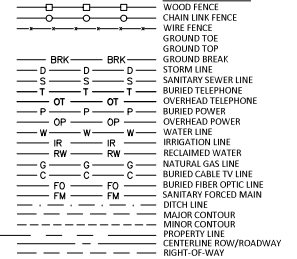 WOOD FENCE
CHAIN LINK FENCE
WIRE FENCE
GROUND TOE
GROUND TOP
BRK BRK GROUND BREAK
D D D STORM LINE
S S S SANITARY SEWER LINE
T T T BURIED TELEPHONE
OT OT OVERHEAD TELEPHONE
P P P BURIED POWER
OP OP OVERHEAD POWER
W W W WATER LINE
IR IR IRRIGATION LINE
RW RW RECLAIMED WATER
G G G NATURAL GAS LINE
C C C BURIED CABLE TV LINE
FO FO BURIED FIBER OPTIC LINE
FM FM SANITARY FORCED MAIN
DITCH LINE
MAJOR CONTOUR
MINOR CONTOUR
PROPERTY LINE
CENTERLINE ROW/ROADWAY
RIGHT-OF-WAY